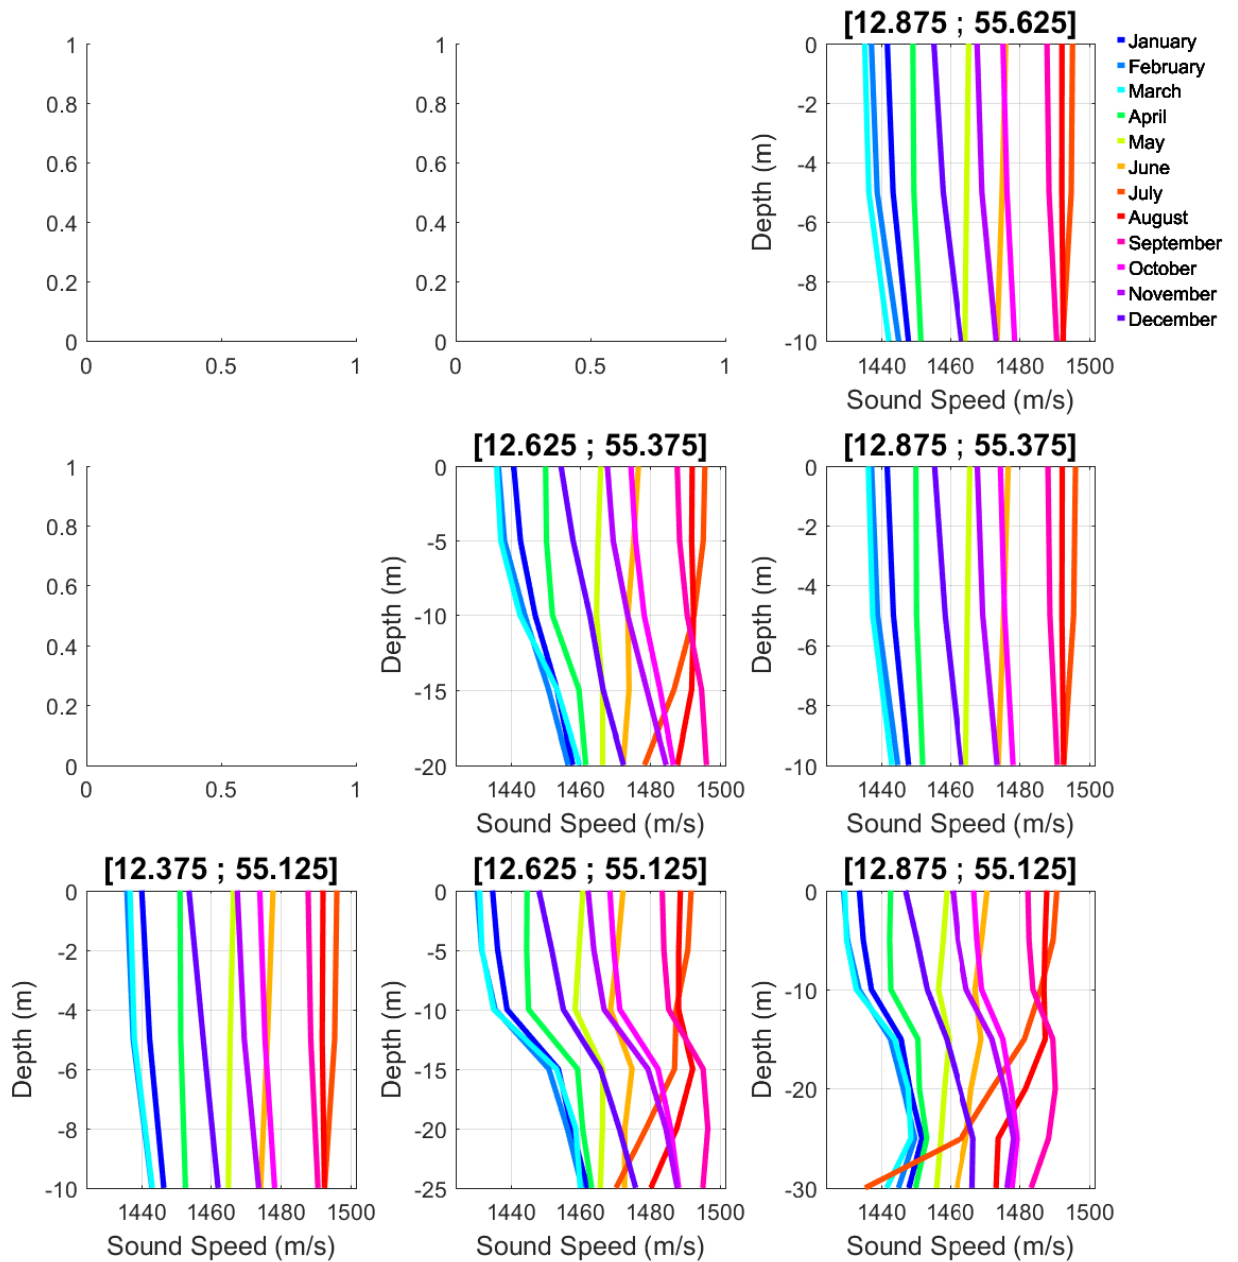 [12.875 ; 55.625]
1
0.8
0.6
0.4
0.2
0
0 0.5 1
1
0.8
0.6
0.4
0.2
0
0 0.5 1
0
-2
-4
-6
-8
-10
Depth (m)
1440 1460 1480 1500
Sound Speed (m/s)
January
February
March
April
May
June
July
August
September
October
November
December
1
0.8
0.6
0.4
0.2
0
0 0.5 1
[12.625 ; 55.375]
0
-5
-10
-15
-20
Depth (m)
1440 1460 1480 1500
Sound Speed (m/s)
[12.875 ; 55.375]
0
-2
-4
-6
-8
-10
Depth (m)
1440 1460 1480 1500
Sound Speed (m/s)
[12.375 ; 55.125]
0
-2
-4
-6
-8
-10
Depth (m)
1440 1460 1480 1500
Sound Speed (m/s)
[12.625 ; 55.125]
0
-5
-10
-15
-20
-25
Depth (m)
1440 1460 1480 1500
Sound Speed (m/s)
[12.875 ; 55.125]
0
-10
-20
-30
Depth (m)
1440 1460 1480 1500
Sound Speed (m/s)